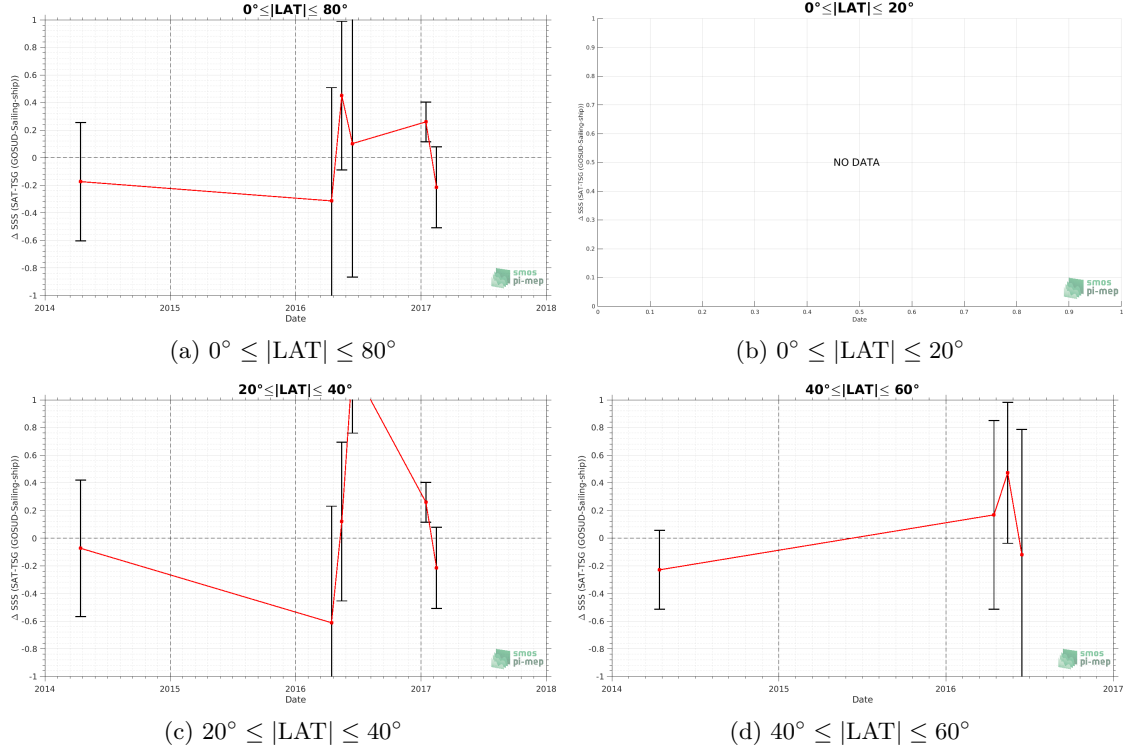 0°≤|LAT|≤ 80°
Δ SSS (SAT-TSG (GOSUD-Sailing-ship))
1
0.8
0.6
0.4
0.2
0
-0.2
-0.4
-0.6
-0.8
-1
2014 2015 2016 2017 2018
Date
smos
pi-mep
(a) 0° ≤ |LAT| ≤ 80°
0°≤|LAT|≤ 20°
Δ SSS (SAT-TSG (GOSUD-Sailing-ship))
1
0.9
0.8
0.7
0.6
0.5
0.4
0.3
0.2
0.1
0
NO DATA
0 0.1 0.2 0.3 0.4 0.5 0.6 0.7 0.8 0.9 1
Date
smos
pi-mep
(b) 0° ≤ |LAT| ≤ 20°
20°≤|LAT|≤ 40°
Δ SSS (SAT-TSG (GOSUD-Sailing-ship))
1
0.8
0.6
0.4
0.2
0
-0.2
-0.4
-0.6
-0.8
-1
2014 2015 2016 2017 2018
Date
smos
pi-mep
(c) 20° ≤ |LAT| ≤ 40°
40°≤|LAT|≤ 60°
Δ SSS (SAT-TSG (GOSUD-Sailing-ship))
1
0.8
0.6
0.4
0.2
0
-0.2
-0.4
-0.6
-0.8
-1
2014 2015 2016 2017
Date
smos
pi-mep
(d) 40° ≤ |LAT| ≤ 60°